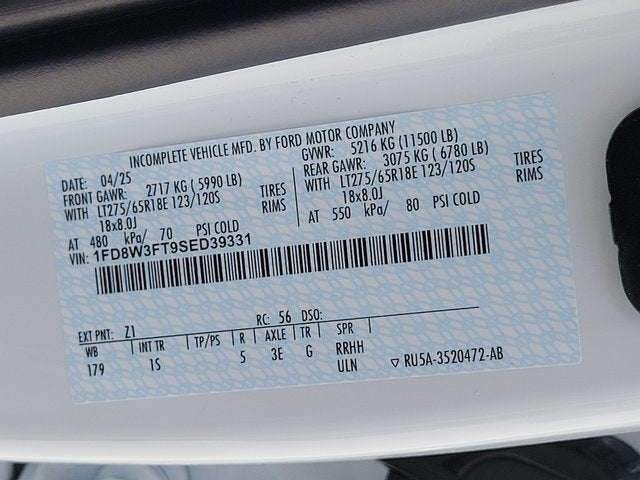 INCOMPLETE VEHICLE MFD. BY FORD MOTOR COMPANY
DATE: 04/25
GVWR: 5216 KG (11500 LB)
FRONT GAWR: 2717 KG (5990 LB)
REAR GAWR: 3075 KG (6780 LB)
WITH LT275/65R18E 123/120S TIRES
WITH LT275/65R18E 123/120S TIRES
18x8.0J RIMS
18x8.0J RIMS
AT 480 kPa/ 70 PSI COLD
AT 550 kPa/ 80 PSI COLD
VIN: 1FD8W3FT9SED39331
EXT PNT: Z1 RC: 56 DSO:
WB INT TR TP/PS R AXLE TR SPR
179 1S 5 3E G RRHH
ULN ▽ RU5A-3520472-AB